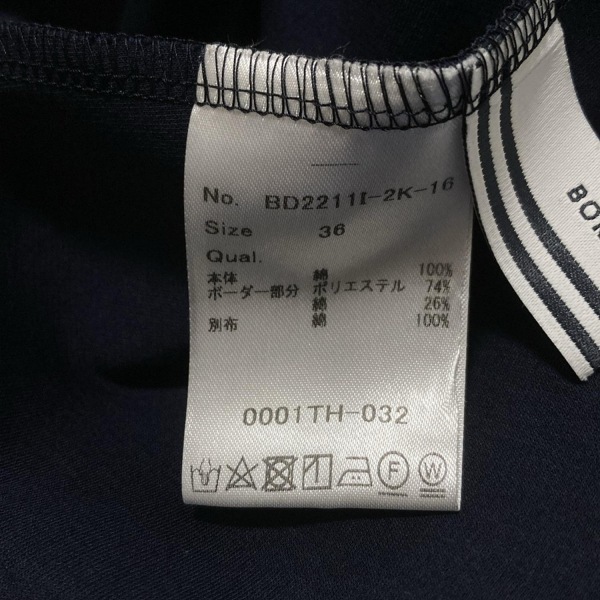 No. BD2211I-2K-16
Size 36
Qual.
本体 綿 100%
ボーダー部分 ポリエステル 74%
綿 26%
別布 綿 100%
0001TH-032
F W